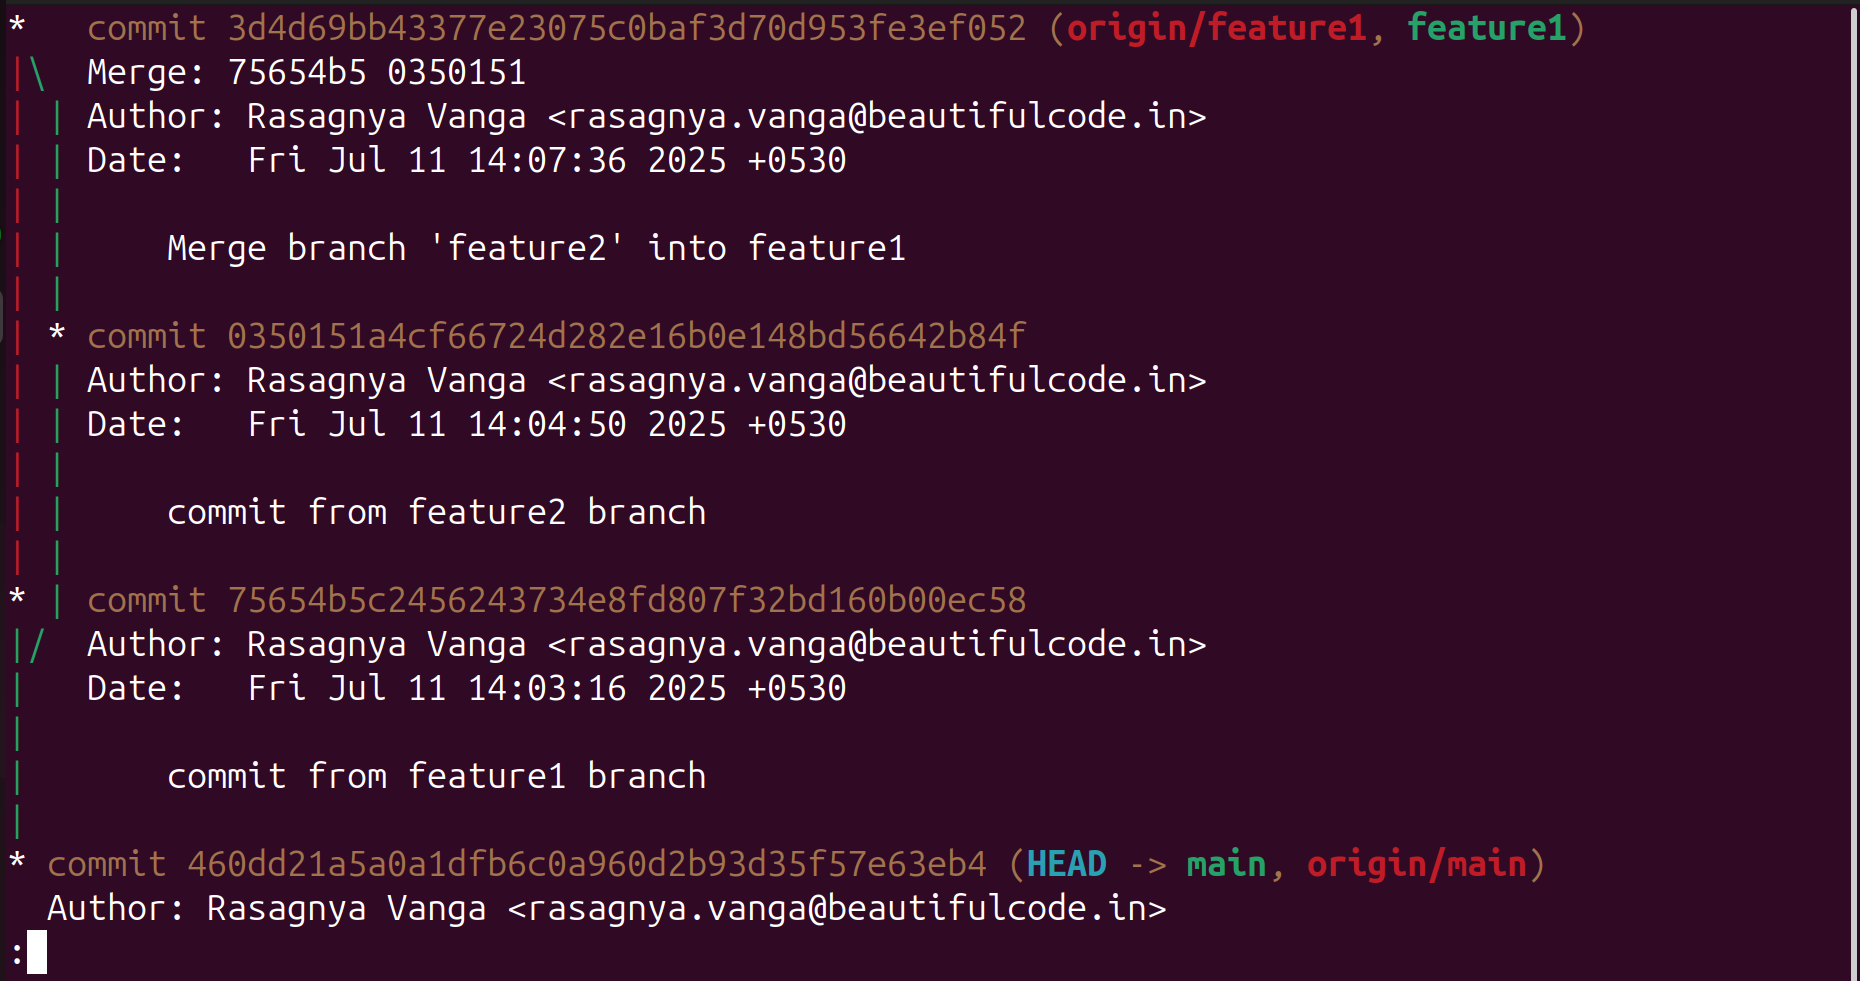 *   commit 3d4d69bb43377e23075c0baf3d70d953fe3ef052 (origin/feature1, feature1)
|\  Merge: 75654b5 0350151
| | Author: Rasagnya Vanga <rasagnya.vanga@beautifulcode.in>
| | Date:   Fri Jul 11 14:07:36 2025 +0530
| |
| |     Merge branch 'feature2' into feature1
| |
| * commit 0350151a4cf66724d282e16b0e148bd56642b84f
| | Author: Rasagnya Vanga <rasagnya.vanga@beautifulcode.in>
| | Date:   Fri Jul 11 14:04:50 2025 +0530
| |
| |     commit from feature2 branch
| |
* | commit 75654b5c2456243734e8fd807f32bd160b00ec58
|/  Author: Rasagnya Vanga <rasagnya.vanga@beautifulcode.in>
|   Date:   Fri Jul 11 14:03:16 2025 +0530
|
|       commit from feature1 branch
|
* commit 460dd21a5a0a1dfb6c0a960d2b93d35f57e63eb4 (HEAD -> main, origin/main)
  Author: Rasagnya Vanga <rasagnya.vanga@beautifulcode.in>
: